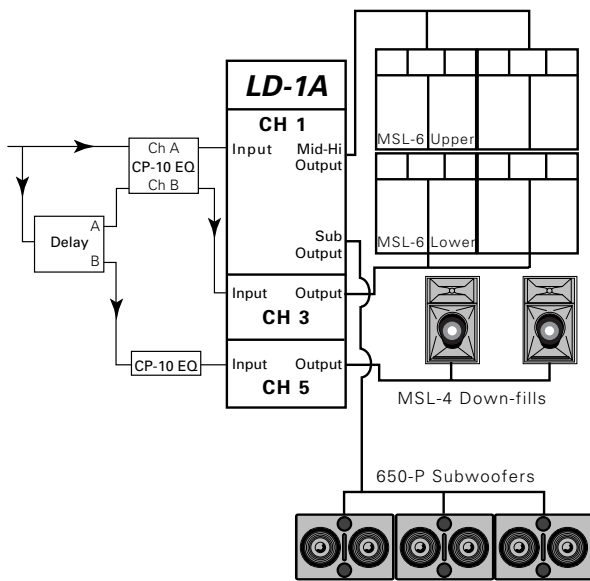 LD-1A
CH 1
Input
Mid-Hi
Output
Sub
Output
Ch A
CP-10 EQ
Ch B
Delay
A
B
MSL-6 Upper
MSL-6 Lower
Input
Output
CH 3
CP-10 EQ
Input
Output
CH 5
MSL-4 Down-fills
650-P Subwoofers